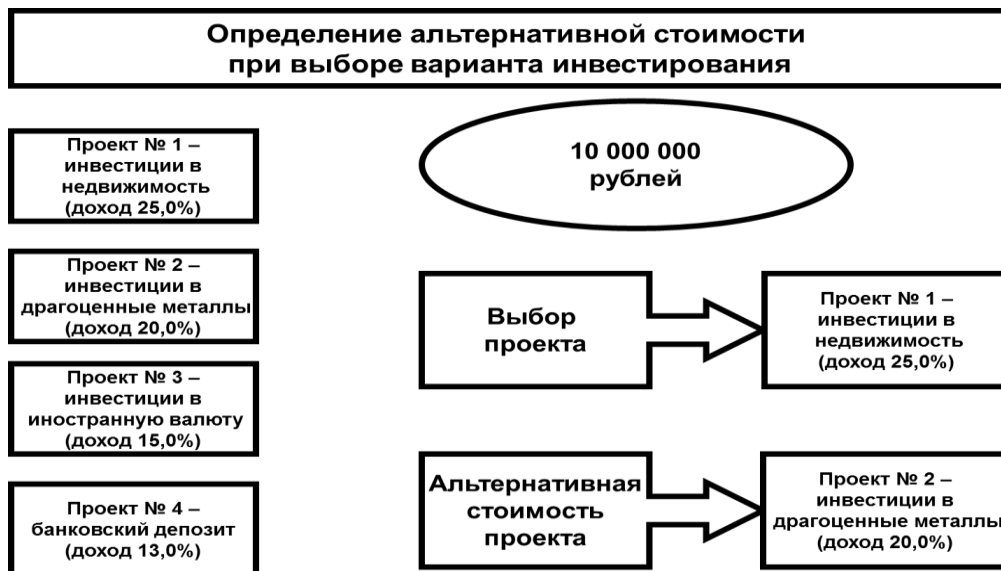 Определение альтернативной стоимости
при выборе варианта инвестирования
Проект № 1 –
инвестиции в
недвижимость
(доход 25,0%)
Проект № 2 –
инвестиции в
драгоценные металлы
(доход 20,0%)
Проект № 3 –
инвестиции в
иностранную валюту
(доход 15,0%)
Проект № 4 –
банковский депозит
(доход 13,0%)
10 000 000
рублей
Выбор
проекта
Проект № 1 –
инвестиции в
недвижимость
(доход 25,0%)
Альтернативная
стоимость
проекта
Проект № 2 –
инвестиции в
драгоценные металлы
(доход 20,0%)